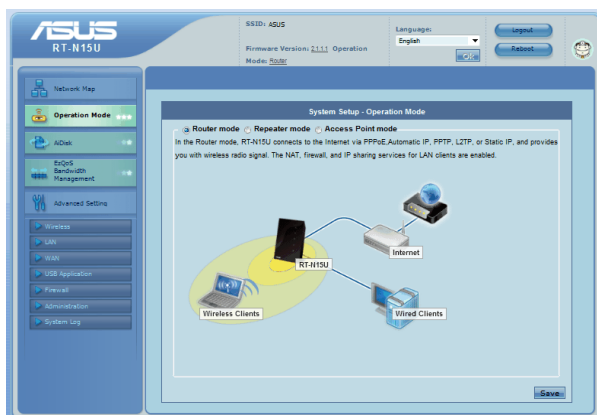 ASUS
RT-N15U
SSID: ASUS
Firmware Version: 2.1.1.1 Operation
Mode: Router
Language:
English
OK
Logout
Reboot
Network Map
Operation Mode
AiDisk
EzQoS
Bandwidth
Management
Advanced Setting
Wireless
LAN
WAN
USB Application
Firewall
Administration
System Log
System Setup - Operation Mode
Router mode Repeater mode Access Point mode
In the Router mode, RT-N15U connects to the Internet via PPPoE,Automatic IP, PPTP, L2TP, or Static IP, and provides
you with wireless radio signal. The NAT, firewall, and IP sharing services for LAN clients are enabled.
RT-N15U
Internet
Wireless Clients
Wired Clients
Save